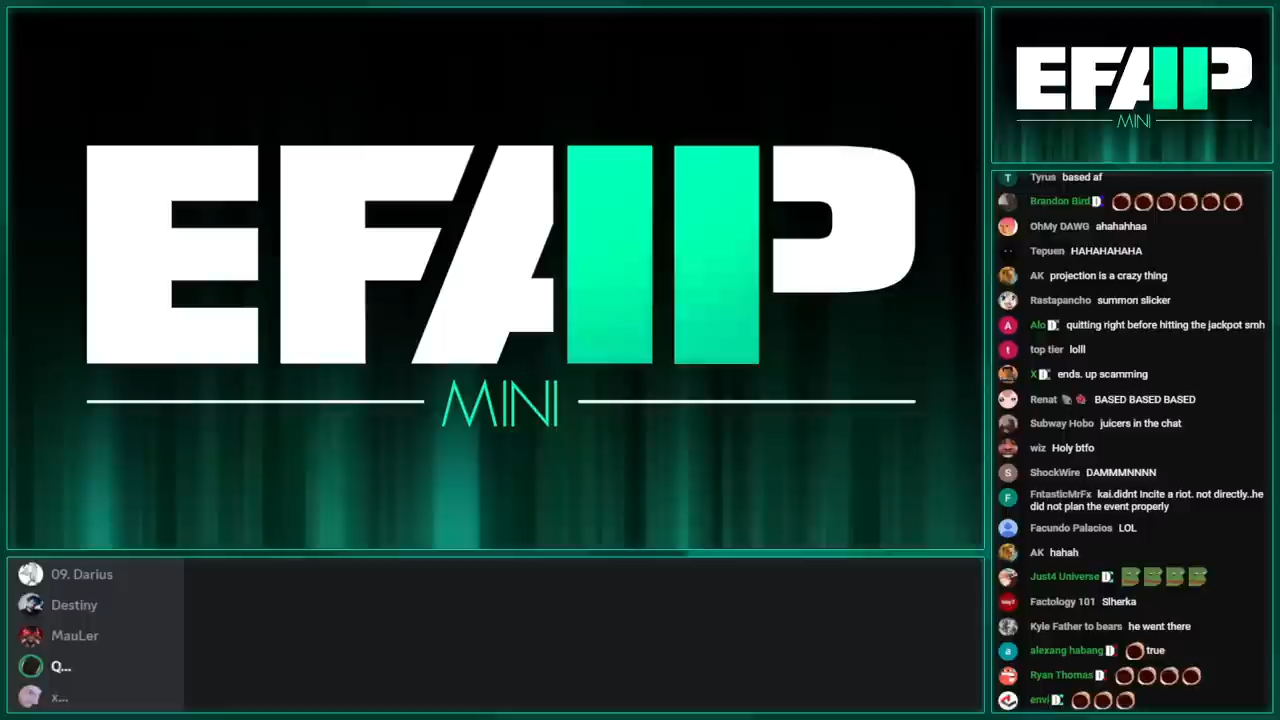 EFAP
MINI
09. Darius
Destiny
MauLer
Q...
x...
EFAP
MINI
T Tyrus based af
Brandon Bird
OhMy DAWG ahahahhaa
Tepuen HAHAHAHAHA
AK projection is a crazy thing
Rastapancho summon slicker
A Alo quitting right before hitting the jackpot smh
t top tier lolll
X ends. up scamming
Renat BASED BASED BASED
Subway Hobo juicers in the chat
wiz Holy btfo
S ShockWire DAMMMNNNN
F FntasticMrFx kai.didnt Incite a riot. not directly..he
did not plan the event properly
Facundo Palacios LOL
AK hahah
Just4 Universe
Factology 101 Slherka
Kyle Father to bears he went there
a alexang habang true
Ryan Thomas
envi